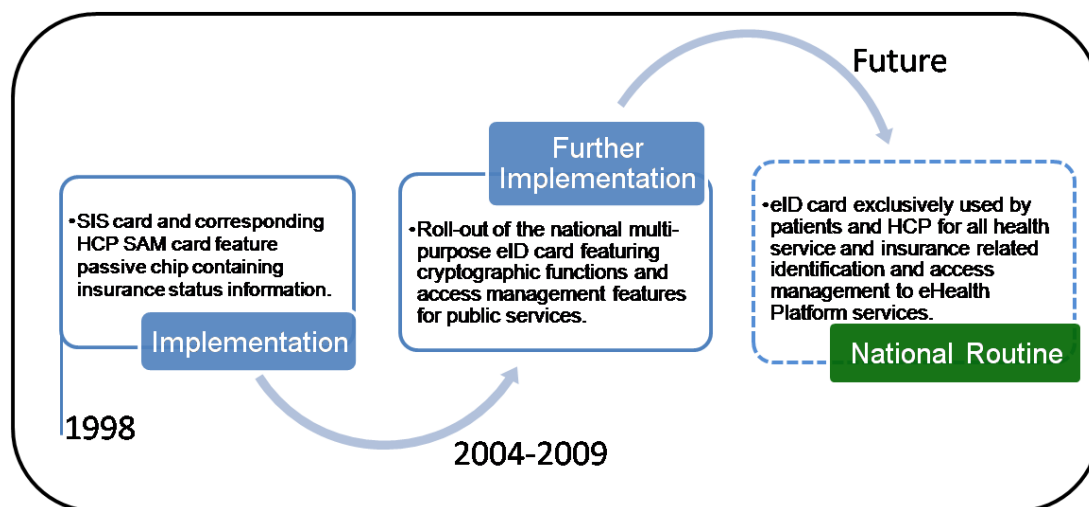 •SIS card and corresponding
HCP SAM card feature
passive chip containing
insurance status information.
Implementation
1998
Further
Implementation
•Roll-out of the national multi-
purpose eID card featuring
cryptographic functions and
access management features
for public services.
2004-2009
Future
•eID card exclusively used by
patients and HCP for all health
service and insurance related
identification and access
management to eHealth
Platform services.
National Routine